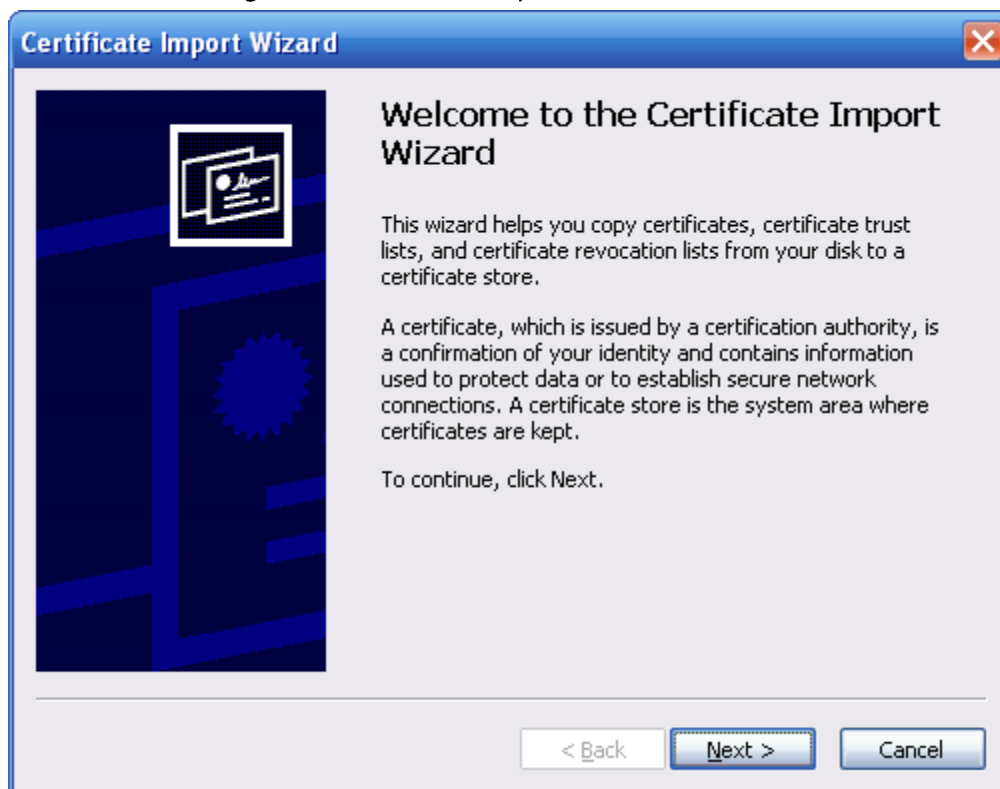 Certificate Import Wizard
Welcome to the Certificate Import
Wizard
This wizard helps you copy certificates, certificate trust
lists, and certificate revocation lists from your disk to a
certificate store.
A certificate, which is issued by a certification authority, is
a confirmation of your identity and contains information
used to protect data or to establish secure network
connections. A certificate store is the system area where
certificates are kept.
To continue, click Next.
< Back
Next >
Cancel